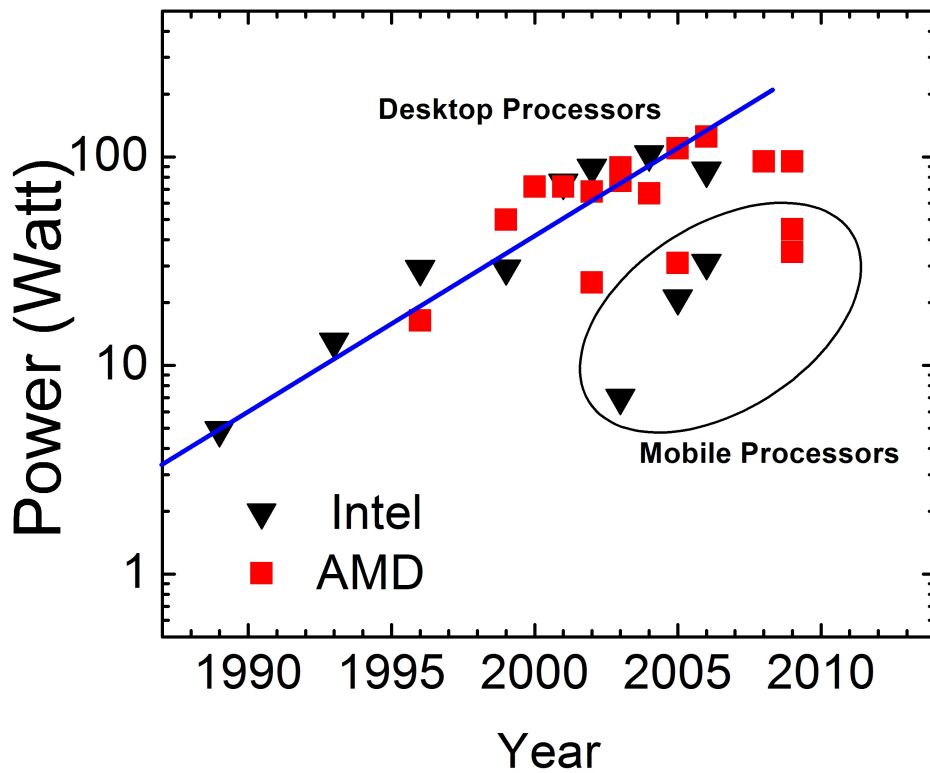 Power (Watt)
100
10
1
Desktop Processors
Mobile Processors
Intel
AMD
1990 1995 2000 2005 2010
Year